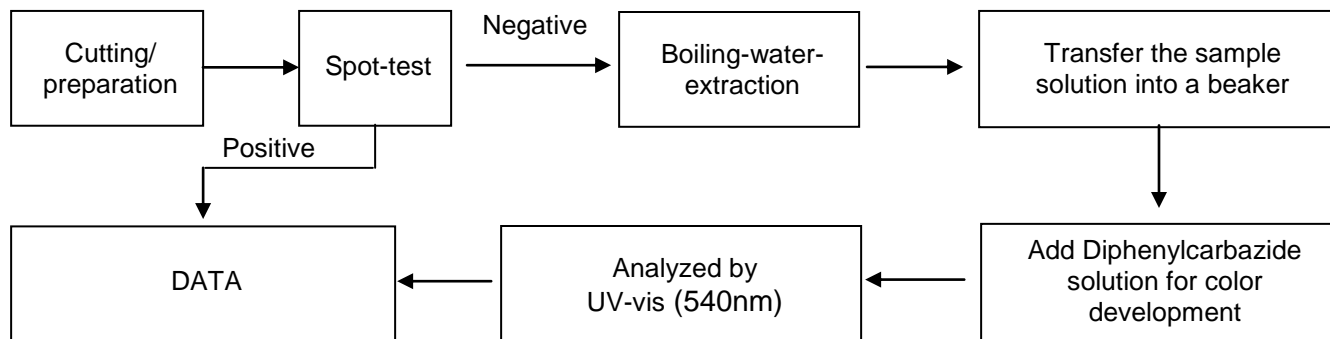 Cutting/
preparation
Spot-test
Negative
Boiling-water-
extraction
Transfer the sample
solution into a beaker
Positive
DATA
Analyzed by
UV-vis (540nm)
Add Diphenylcarbazide
solution for color
development